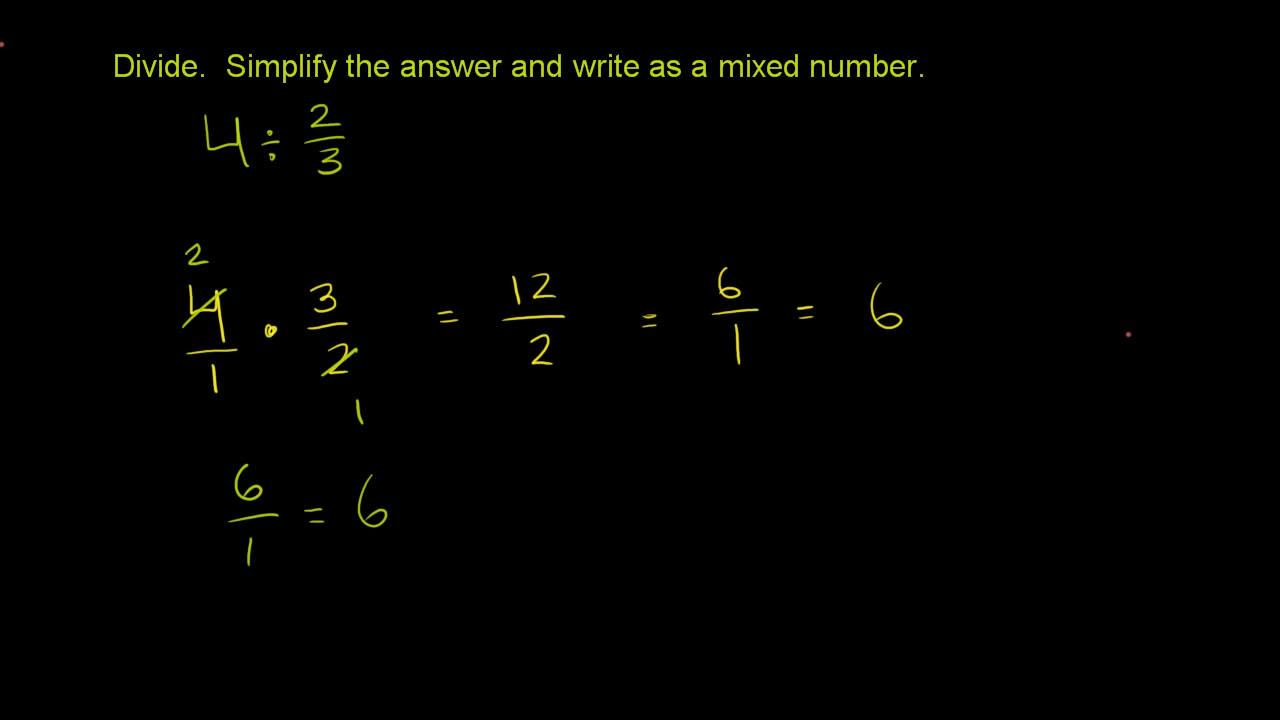 Divide. Simplify the answer and write as a mixed number.
4 ÷ 2/3
2
4/1 • 3/2 = 12/2 = 6/1 = 6
1
6/1 = 6